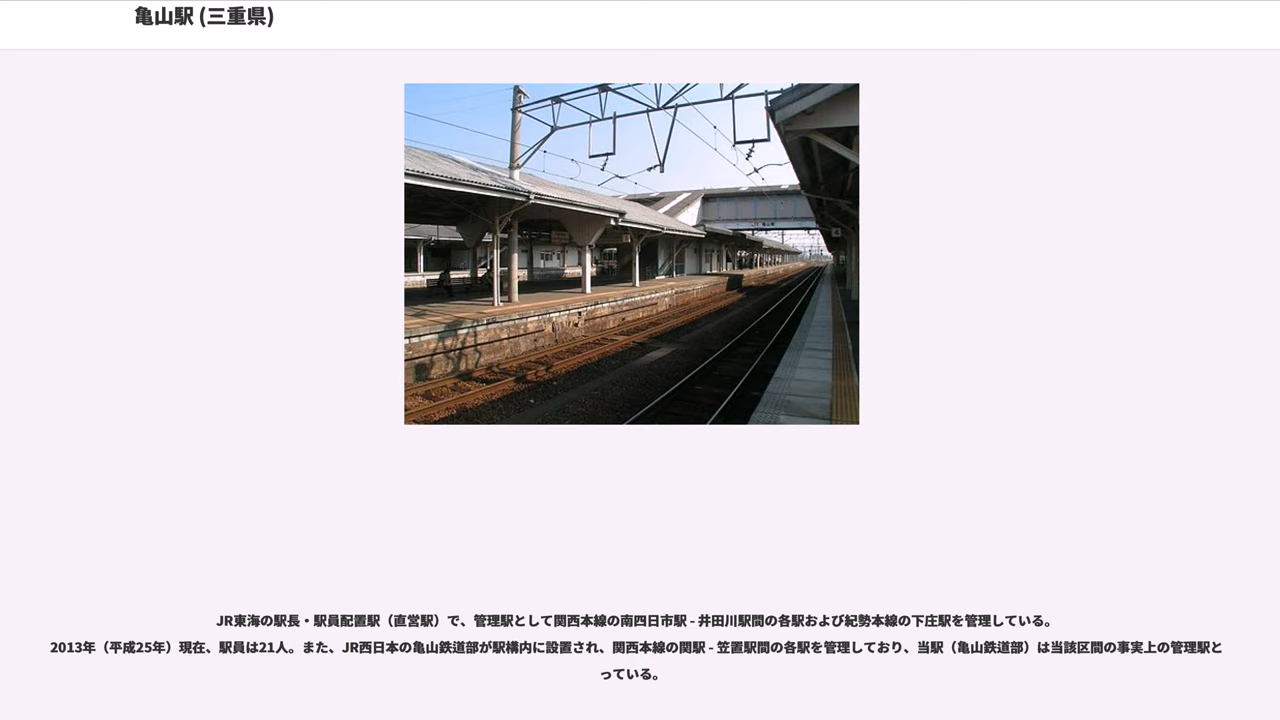 亀山駅 (三重県)
4
JR東海の駅長・駅員配置駅（直営駅）で、管理駅として関西本線の南四日市駅 - 井田川駅間の各駅および紀勢本線の下庄駅を管理している。
2013年（平成25年）現在、駅員は21人。また、JR西日本の亀山鉄道部が駅構内に設置され、関西本線の関駅 - 笠置駅間の各駅を管理しており、当駅（亀山鉄道部）は当該区間の事実上の管理駅と
っている。